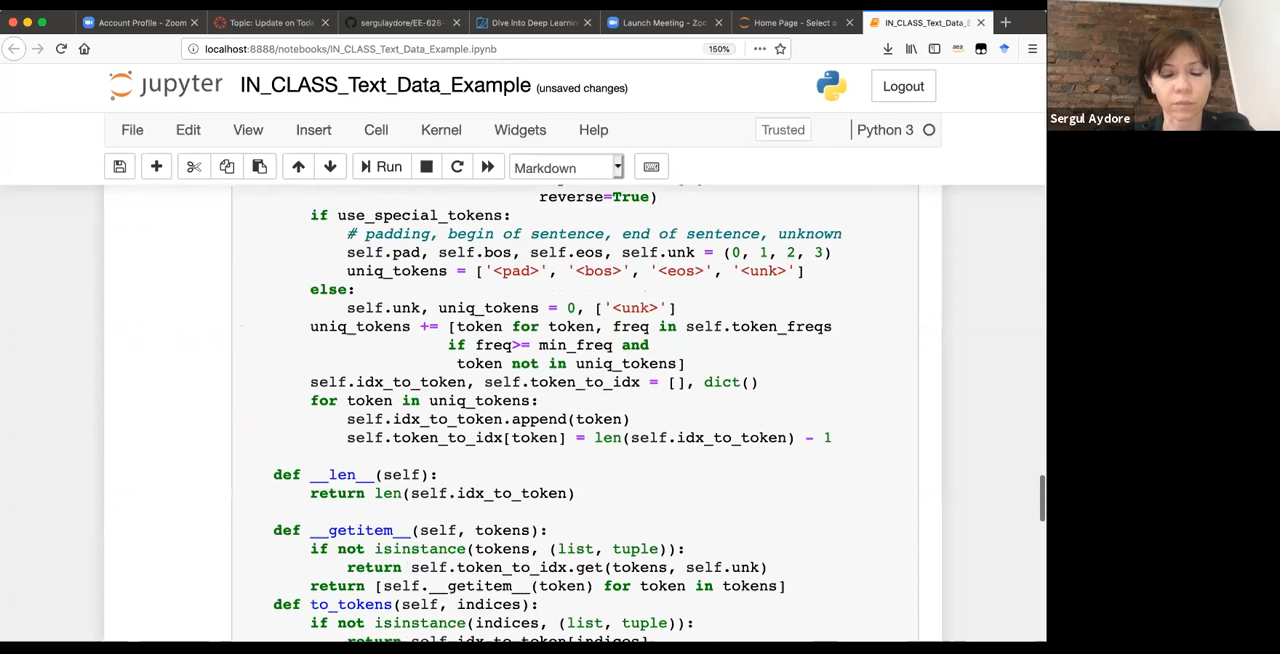 Account Profile - Zoom
Topic: Update on Toda
sergulaydore/EE-628-
Dive into Deep Learnin
Launch Meeting - Zoo
Home Page - Select o
IN_CLASS_Text_Data_E
localhost:8888/notebooks/IN_CLASS_Text_Data_Example.ipynb
150%
jupyter IN_CLASS_Text_Data_Example (unsaved changes)
Logout
Sergul Aydore
File Edit View Insert Cell Kernel Widgets Help
Trusted
Python 3
Run
Markdown
reverse=True)
if use_special_tokens:
# padding, begin of sentence, end of sentence, unknown
self.pad, self.bos, self.eos, self.unk = (0, 1, 2, 3)
uniq_tokens = ['<pad>', '<bos>', '<eos>', '<unk>']
else:
self.unk, uniq_tokens = 0, ['<unk>']
uniq_tokens += [token for token, freq in self.token_freqs
if freq>= min_freq and
token not in uniq_tokens]
self.idx_to_token, self.token_to_idx = [], dict()
for token in uniq_tokens:
self.idx_to_token.append(token)
self.token_to_idx[token] = len(self.idx_to_token) - 1
def __len__(self):
return len(self.idx_to_token)
def __getitem__(self, tokens):
if not isinstance(tokens, (list, tuple)):
return self.token_to_idx.get(tokens, self.unk)
return [self.__getitem__(token) for token in tokens]
def to_tokens(self, indices):
if not isinstance(indices, (list, tuple)):
return self.idx_to_token[indices]